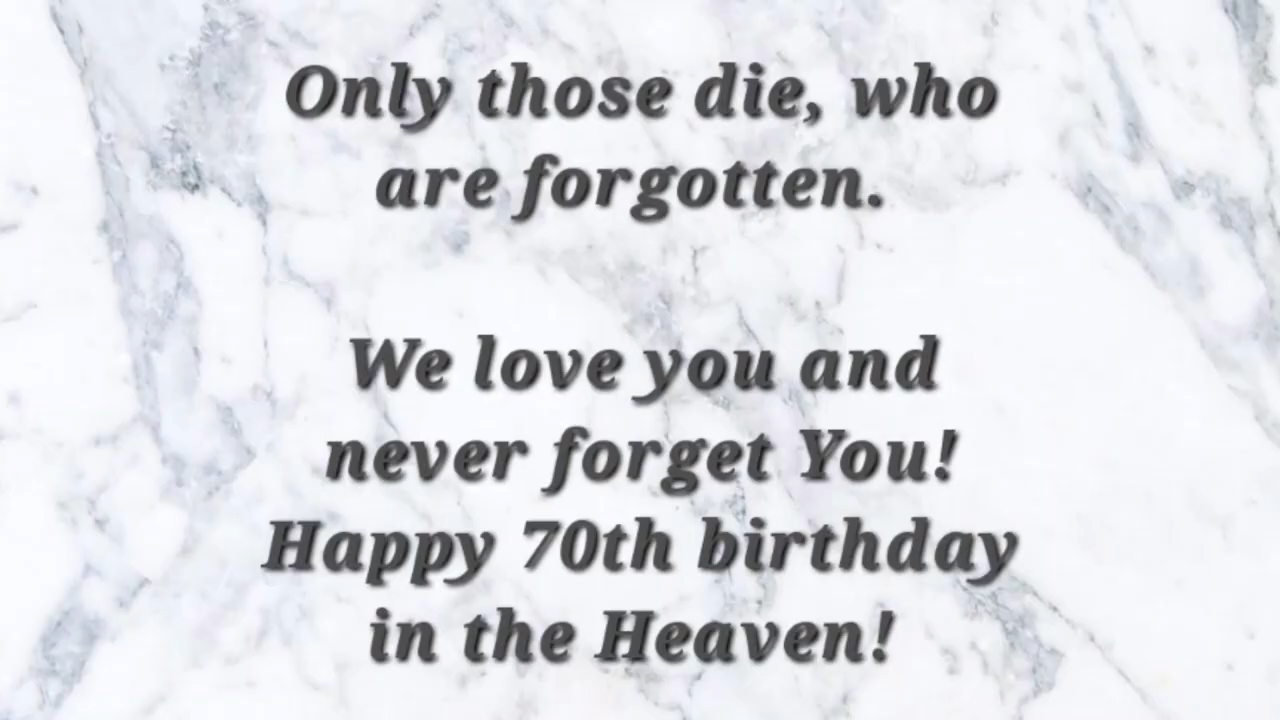 Only those die, who
are forgotten.
We love you and
never forget You!
Happy 70th birthday
in the Heaven!